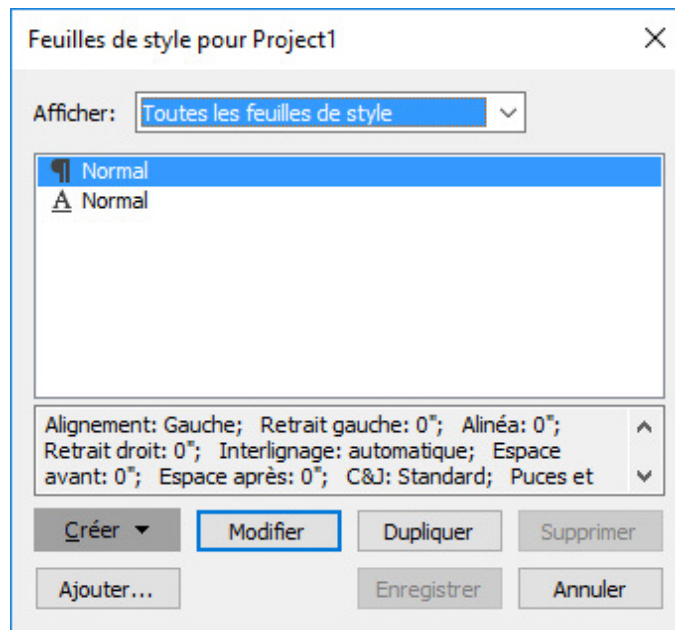 Feuilles de style pour Project1
Afficher: Toutes les feuilles de style
¶ Normal
A Normal
Alignement: Gauche; Retrait gauche: 0"; Alinéa: 0";
Retrait droit: 0"; Interlignage: automatique; Espace
avant: 0"; Espace après: 0"; C&J: Standard; Puces et
Créer Modifier Dupliquer Supprimer
Ajouter... Enregistrer Annuler